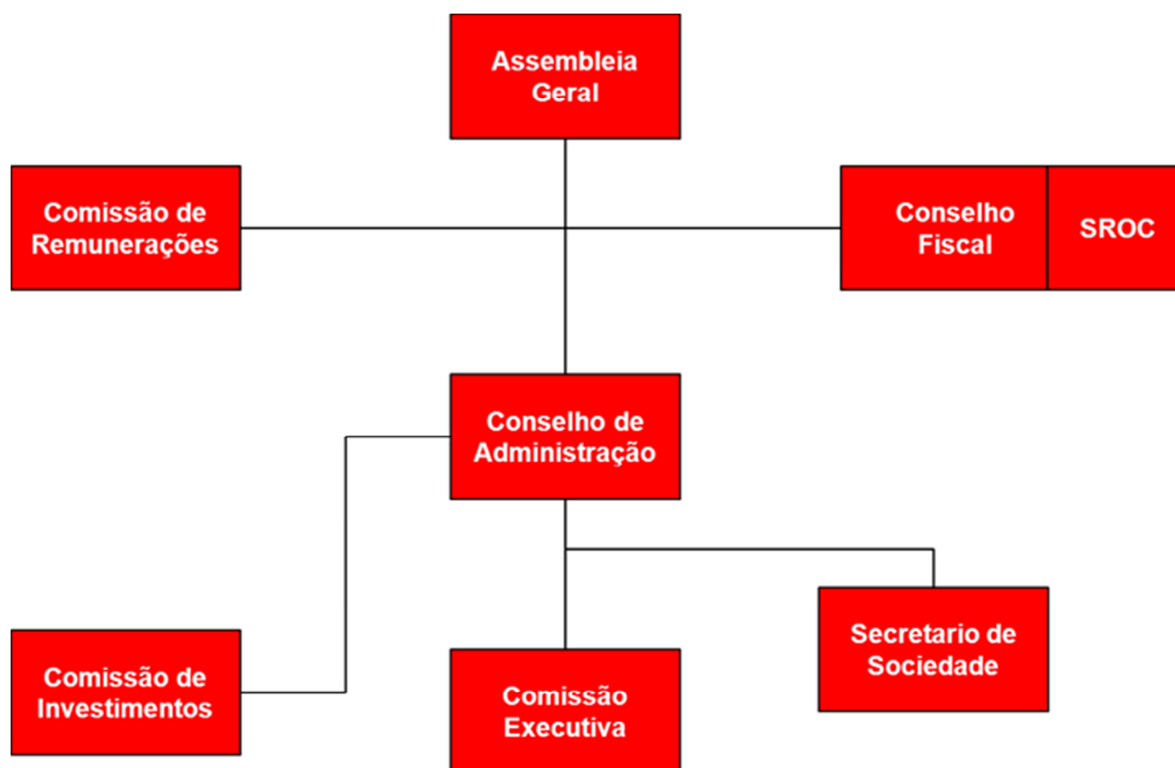 Assembleia
Geral
Comissão de
Remunerações
Conselho
Fiscal
SROC
Conselho de
Administração
Comissão de
Investimentos
Comissão
Executiva
Secretario de
Sociedade